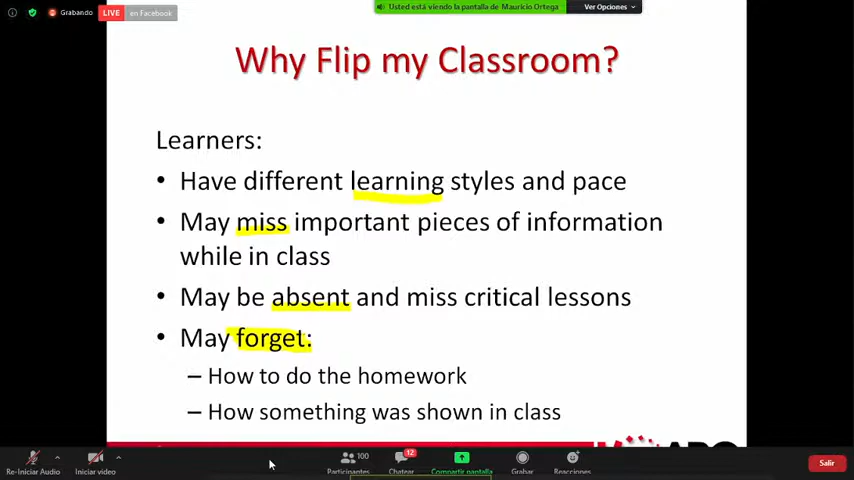 Grabando
LIVE
en Facebook
Usted está viendo la pantalla de Mauricio Ortega
Ver Opciones
Why Flip my Classroom?
Learners:
• Have different learning styles and pace
• May miss important pieces of information
while in class
• May be absent and miss critical lessons
• May forget:
– How to do the homework
– How something was shown in class
Re-Iniciar Audio
Iniciar video
100
Participantes
12
Chatear
Compartir pantalla
Grabar
Reacciones
Salir